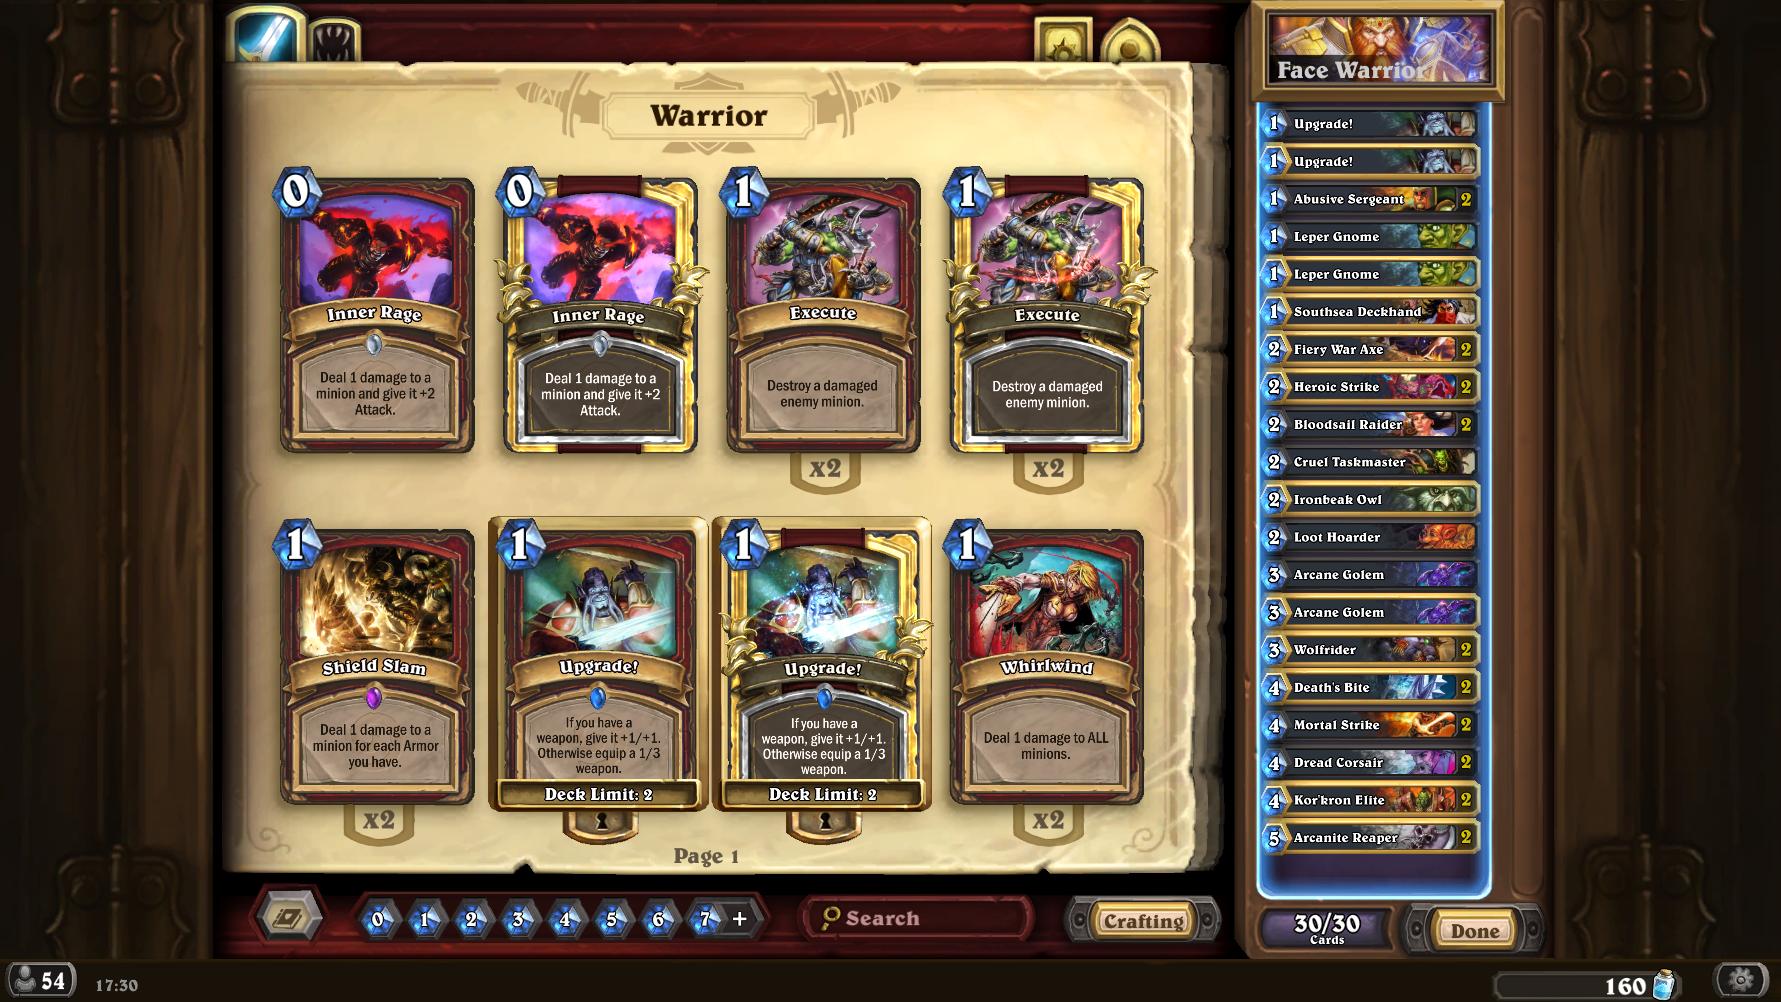 Warrior
0
Inner Rage
Deal 1 damage to a
minion and give it +2
Attack.
0
Inner Rage
Deal 1 damage to a
minion and give it +2
Attack.
1
Execute
Destroy a damaged
enemy minion.
x2
1
Execute
Destroy a damaged
enemy minion.
x2
1
Shield Slam
Deal 1 damage to a
minion for each Armor
you have.
x2
1
Upgrade!
If you have a
weapon, give it +1/+1.
Otherwise equip a 1/3
weapon.
Deck Limit: 2
1
Upgrade!
If you have a
weapon, give it +1/+1.
Otherwise equip a 1/3
weapon.
Deck Limit: 2
1
Whirlwind
Deal 1 damage to ALL
minions.
x2
Page 1
0 1 2 3 4 5 6 7 +
Search
Crafting
Face Warrior
1 Upgrade!
1 Upgrade!
1 Abusive Sergeant 2
1 Leper Gnome
1 Leper Gnome
1 Southsea Deckhand
2 Fiery War Axe 2
2 Heroic Strike 2
2 Bloodsail Raider 2
2 Cruel Taskmaster
2 Ironbeak Owl
2 Loot Hoarder
3 Arcane Golem
3 Arcane Golem
3 Wolfrider 2
4 Death's Bite 2
4 Mortal Strike 2
4 Dread Corsair 2
4 Kor'kron Elite 2
5 Arcanite Reaper 2
30/30
Cards
Done
54
17:30
160